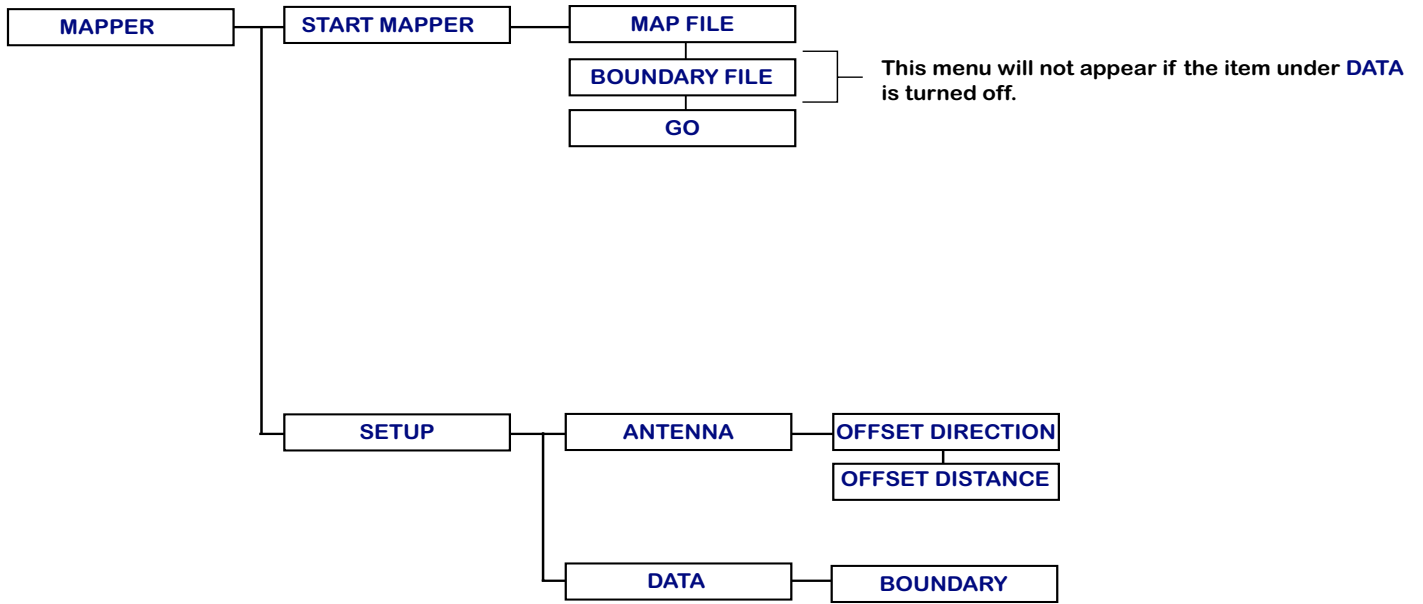 MAPPER
START MAPPER
MAP FILE
BOUNDARY FILE
GO
This menu will not appear if the item under DATA
is turned off.
SETUP
ANTENNA
OFFSET DIRECTION
OFFSET DISTANCE
DATA
BOUNDARY